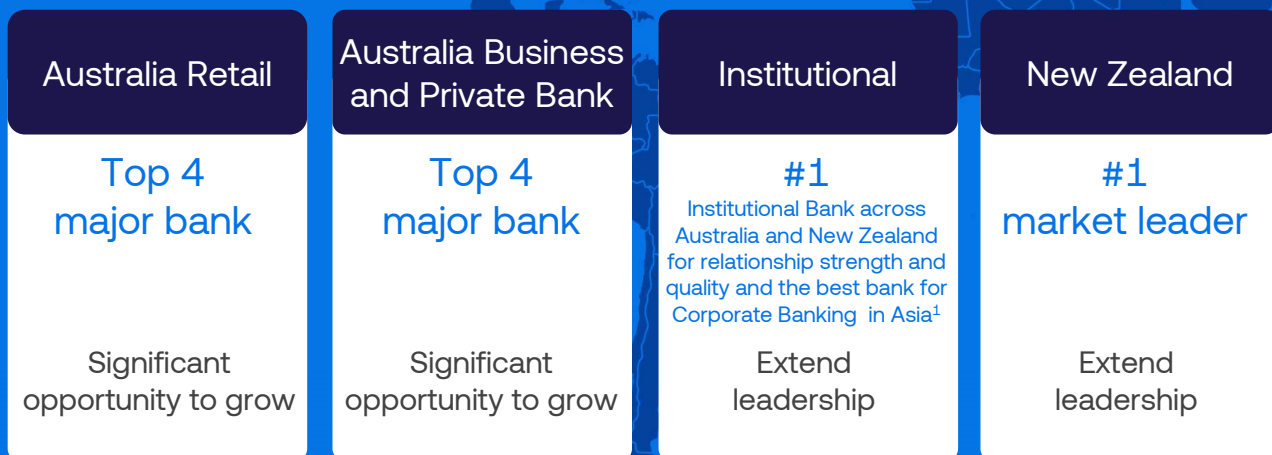 Australia Retail
Top 4
major bank
Significant
opportunity to grow
Australia Business
and Private Bank
Top 4
major bank
Significant
opportunity to grow
Institutional
#1
Institutional Bank across
Australia and New Zealand
for relationship strength and
quality and the best bank for
Corporate Banking in Asia¹
Extend
leadership
New Zealand
#1
market leader
Extend
leadership